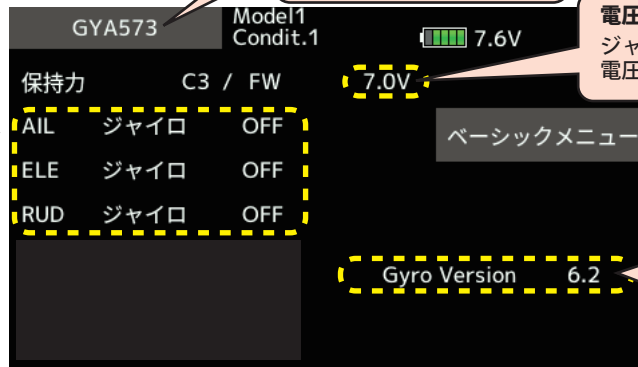 GYA573
Model1
Condit.1
7.6V
電圧
ジャ
電圧
保持力 C3 / FW 7.0V
AIL ジャイロ OFF
ベーシックメニュー
ELE ジャイロ OFF
RUD ジャイロ OFF
Gyro Version 6.2